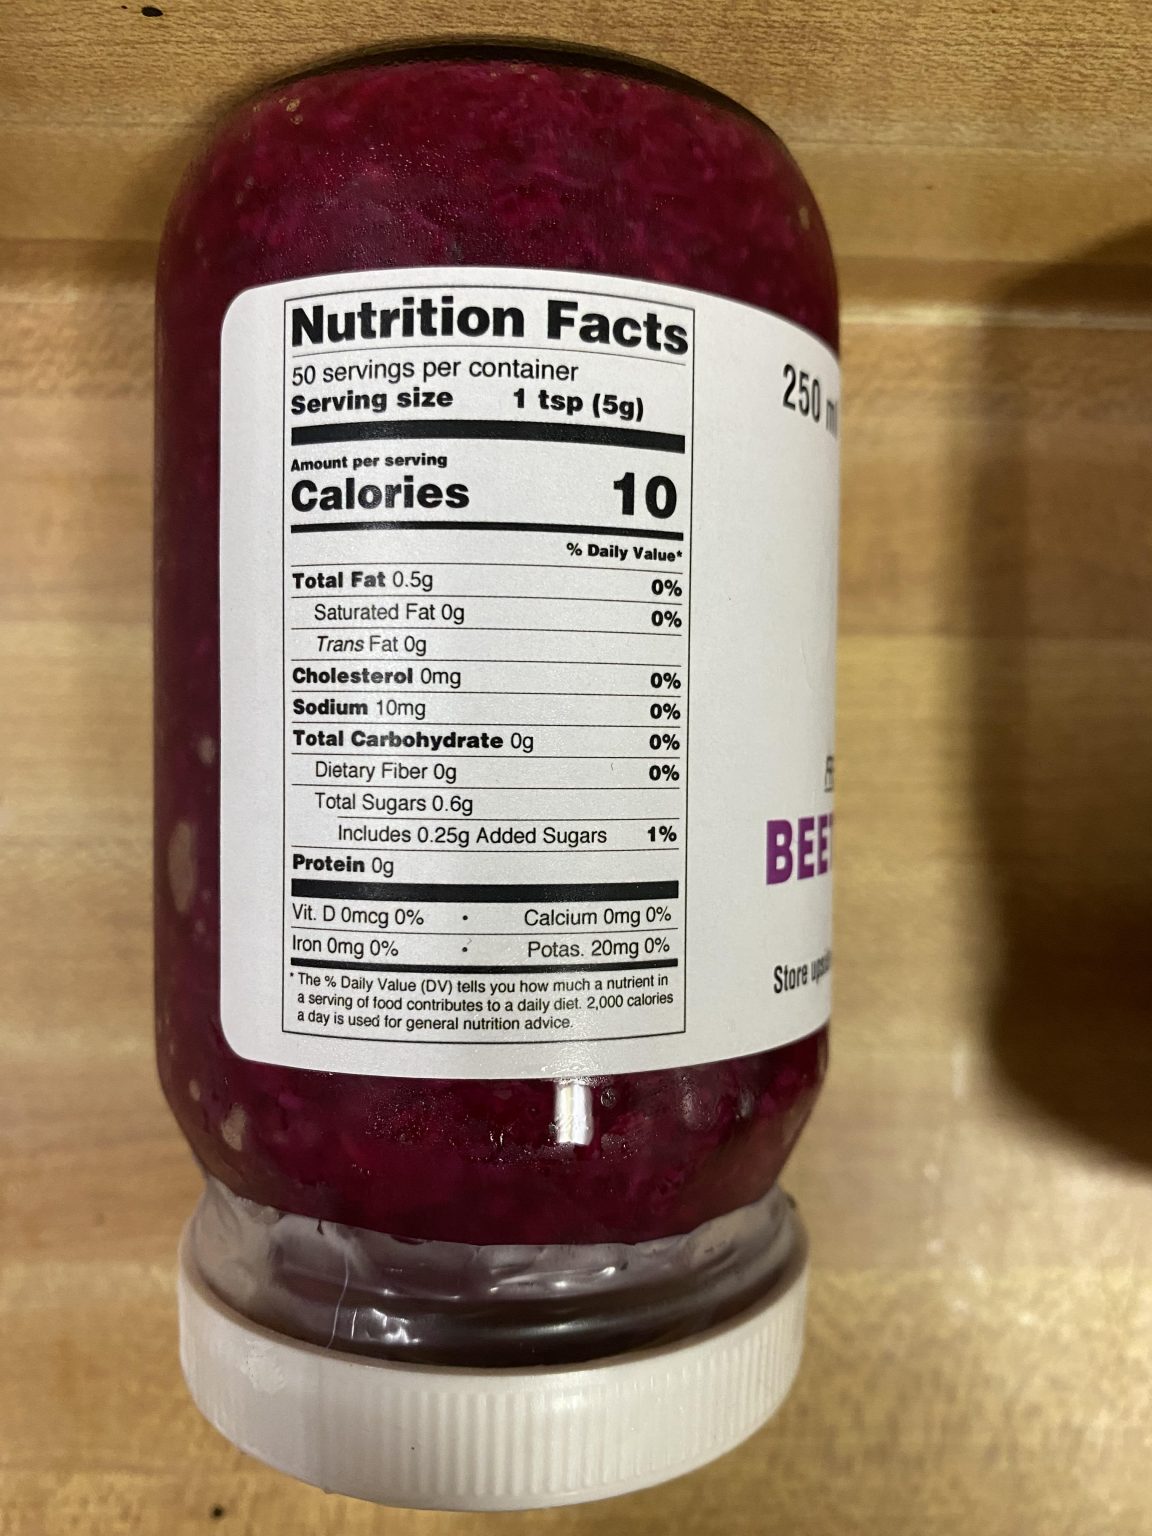 Nutrition Facts
50 servings per container
Serving size 1 tsp (5g)
Amount per serving
Calories 10
% Daily Value*
Total Fat 0.5g 0%
Saturated Fat 0g 0%
Trans Fat 0g
Cholesterol 0mg 0%
Sodium 10mg 0%
Total Carbohydrate 0g 0%
Dietary Fiber 0g 0%
Total Sugars 0.6g
Includes 0.25g Added Sugars 1%
Protein 0g
Vit. D 0mcg 0% • Calcium 0mg 0%
Iron 0mg 0% • Potas. 20mg 0%
* The % Daily Value (DV) tells you how much a nutrient in
a serving of food contributes to a daily diet. 2,000 calories
a day is used for general nutrition advice.
250 ml
BEET
Store